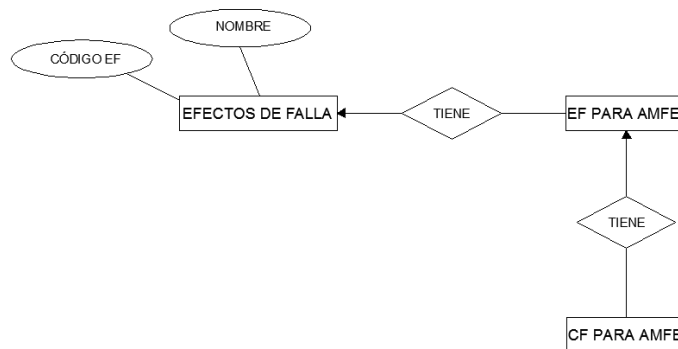 NOMBRE
CÓDIGO EF
EFECTOS DE FALLA
TIENE
EF PARA AMFE
TIENE
CF PARA AMFE